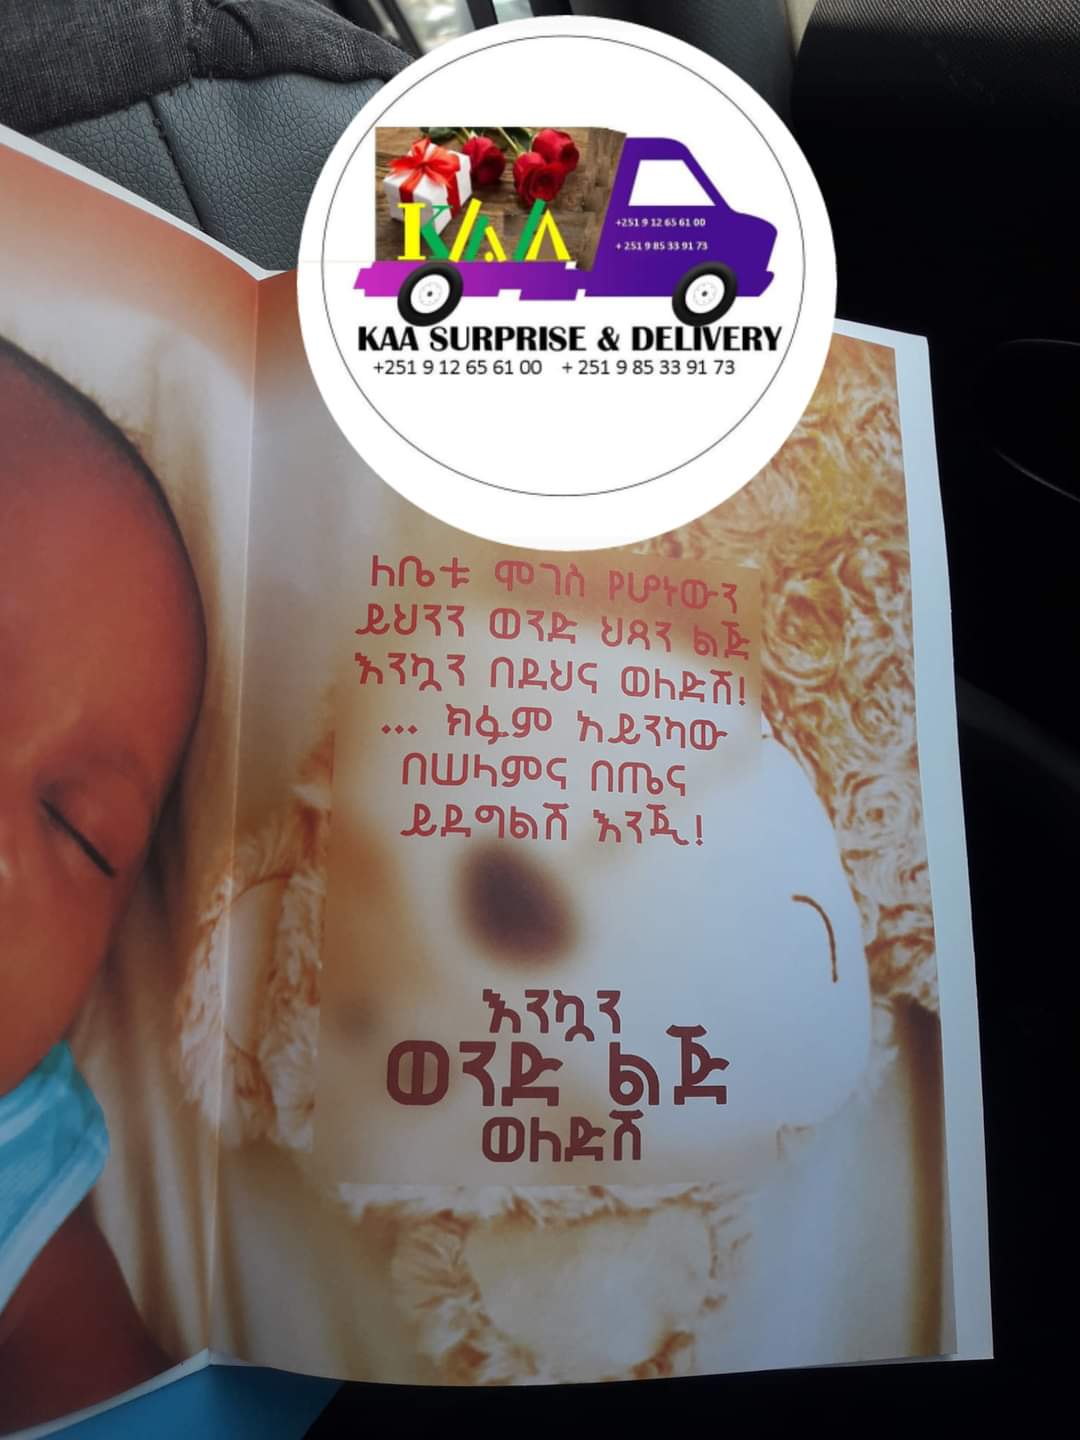 KAA
+251 9 12 65 61 00
+ 251 9 85 33 91 73
KAA SURPRISE & DELIVERY
+251 9 12 65 61 00 + 251 9 85 33 91 73
ለቤቱ ሞገስ የሆነውን
ይህንን ወንድ ህጻን ልጅ
እንኳን በደህና ወለድሽ!
... ክፉም አይንካው
በሠላምና በጤና
ይደግልሽ እንጂ!
እንኳን
ወንድ ልጅ
ወለድሽ